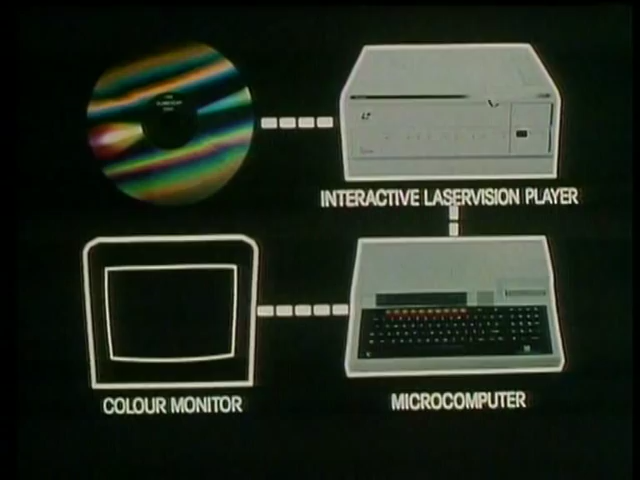 INTERACTIVE LASERVISION PLAYER
COLOUR MONITOR
MICROCOMPUTER